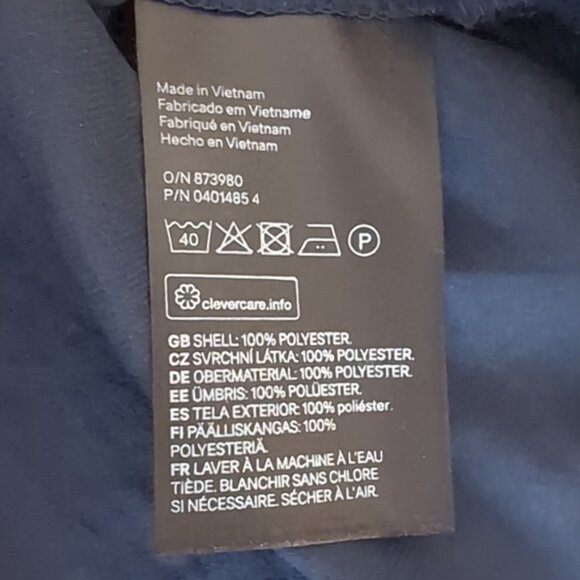 Made in Vietnam
Fabricado em Vietname
Fabriqué en Vietnam
Hecho en Vietnam
O/N 873980
P/N 0401485 4
40 P
clevercare.info
GB SHELL: 100% POLYESTER.
CZ SVRCHNÍ LÁTKA: 100% POLYESTER.
DE OBERMATERIAL: 100% POLYESTER.
EE ÜMBRIS: 100% POLÜESTER.
ES TELA EXTERIOR: 100% poliéster.
FI PÄÄLLISKANGAS: 100%
POLYESTERIÄ.
FR LAVER À LA MACHINE À L'EAU
TIÈDE. BLANCHIR SANS CHLORE
SI NÉCESSAIRE. SÉCHER À L'AIR.